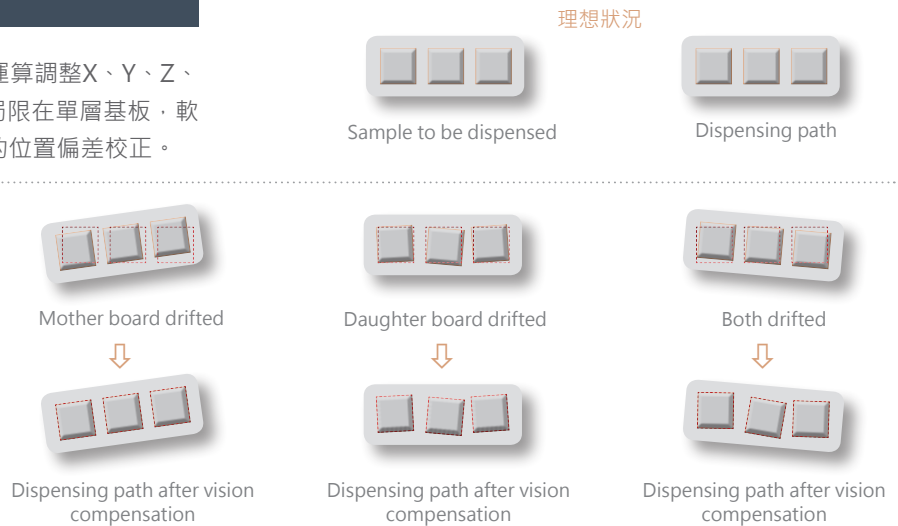 理想狀況
運算調整X、Y、Z、
局限在單層基板，軟
的位置偏差校正。
Sample to be dispensed
Dispensing path
Mother board drifted
Daughter board drifted
Both drifted
Dispensing path after vision
compensation
Dispensing path after vision
compensation
Dispensing path after vision
compensation